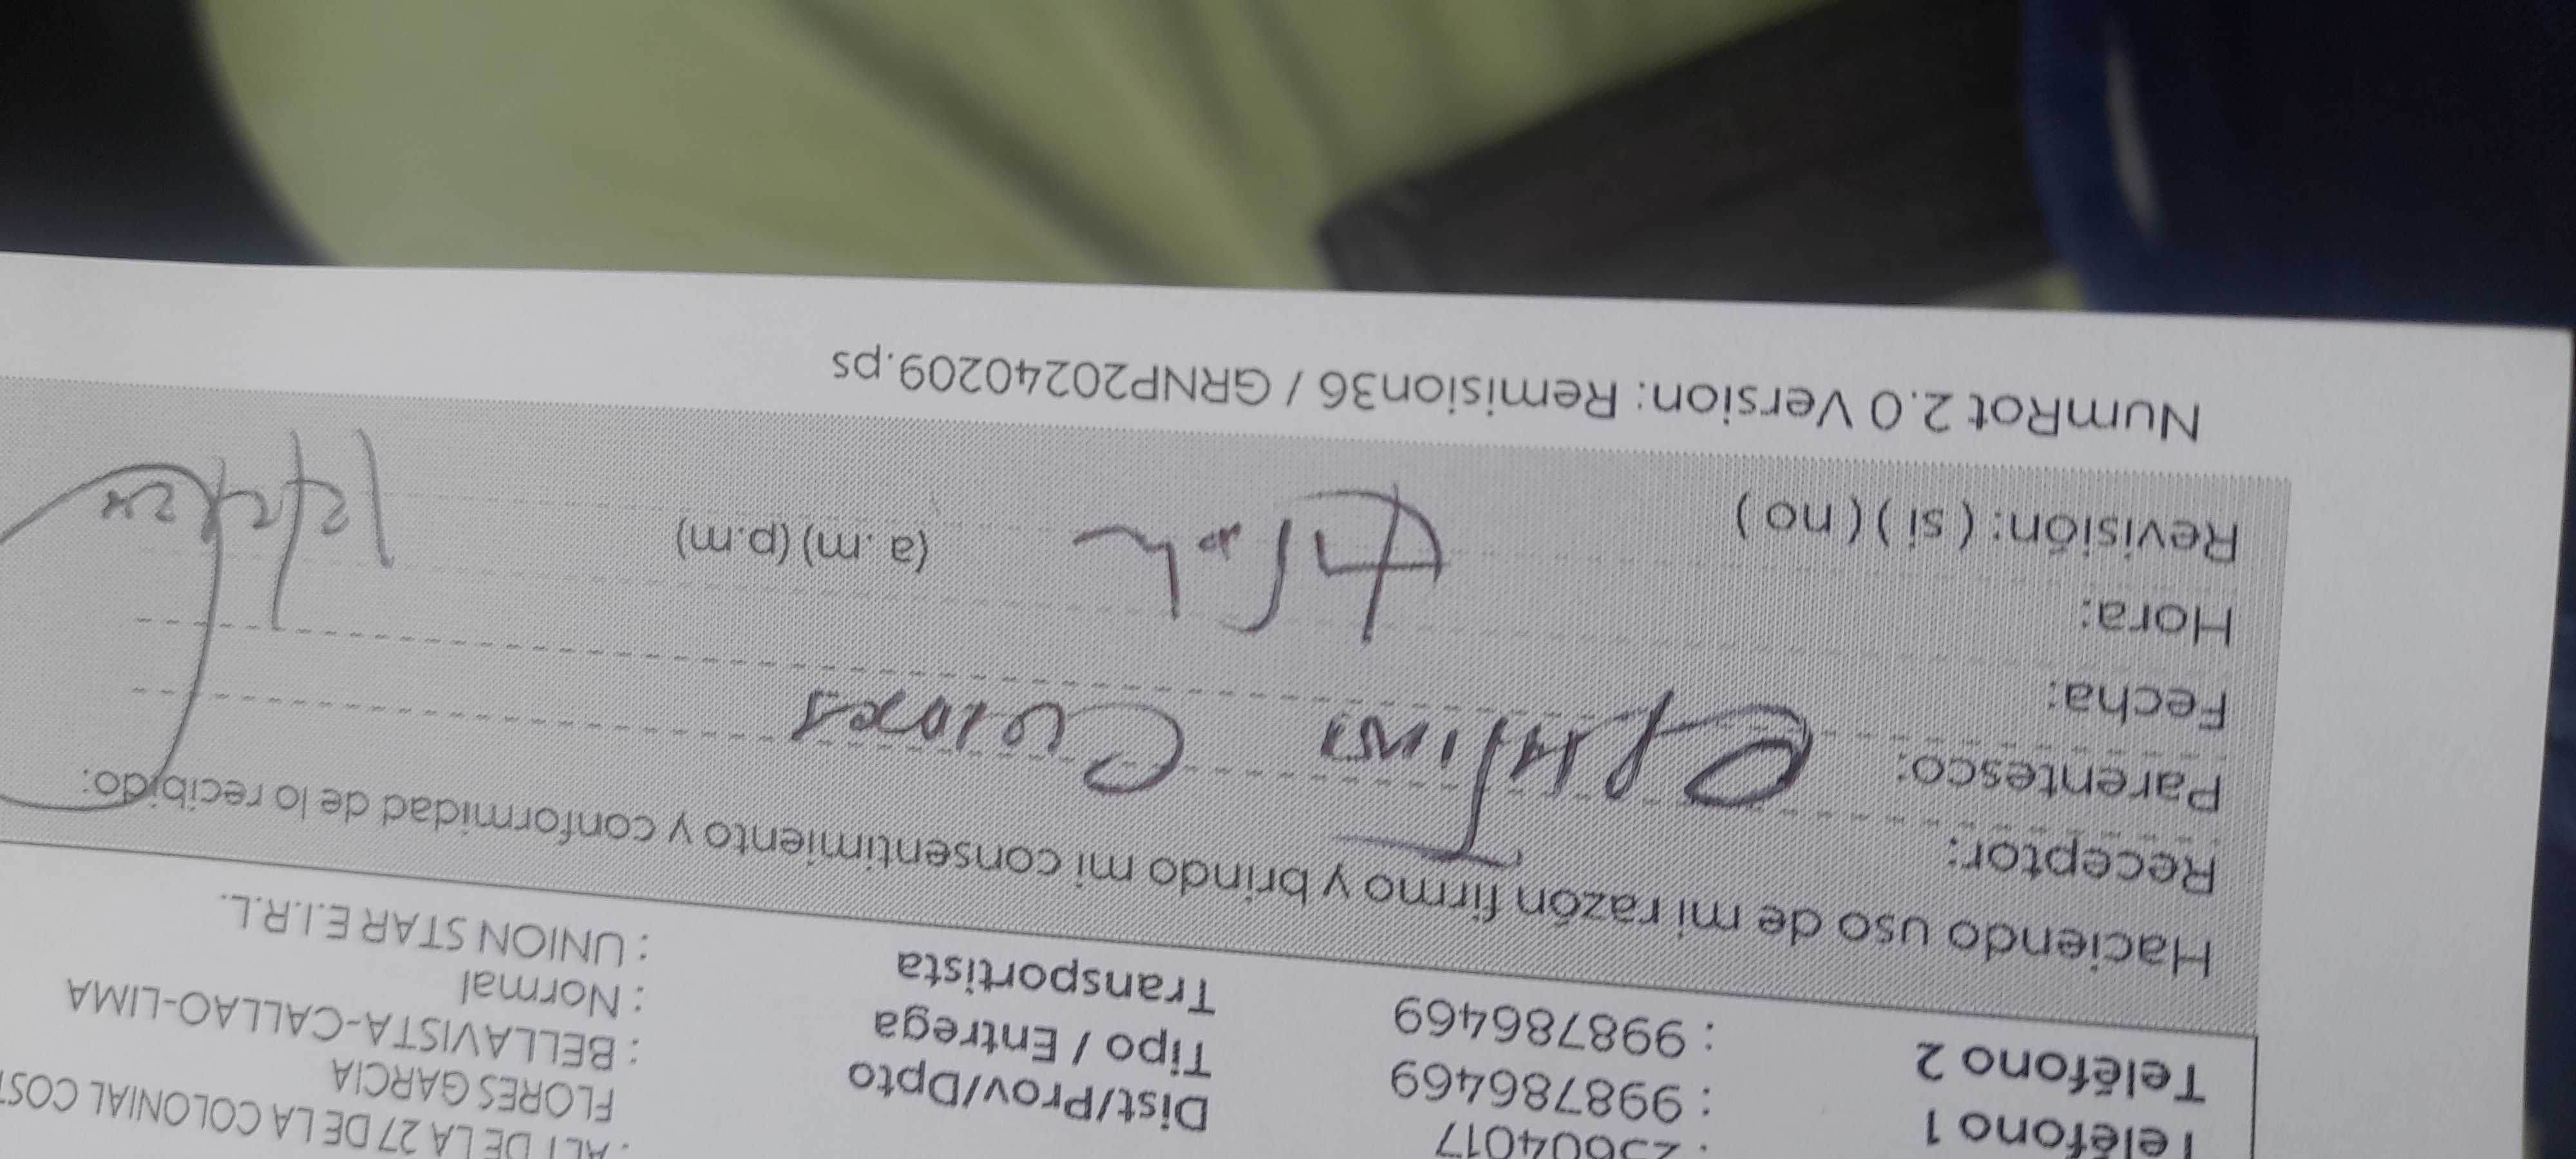 : ALT DE LA 27 DE LA COLONIAL COST
FLORES GARCIA
: 25604017
Teléfono 1 : 998786469 Dist/Prov/Dpto : BELLAVISTA-CALLAO-LIMA
Teléfono 2 : 998786469 Tipo / Entrega : Normal
Transportista : UNION STAR E.I.R.L.
Haciendo uso de mi razón firmo y brindo mi consentimiento y conformidad de lo recibido:
Receptor:
Parentesco:
Fecha:
Hora: (a.m) (p.m)
Revisión: ( si ) ( no )
NumRot 2.0 Version: Remision36 / GRNP20240209.ps